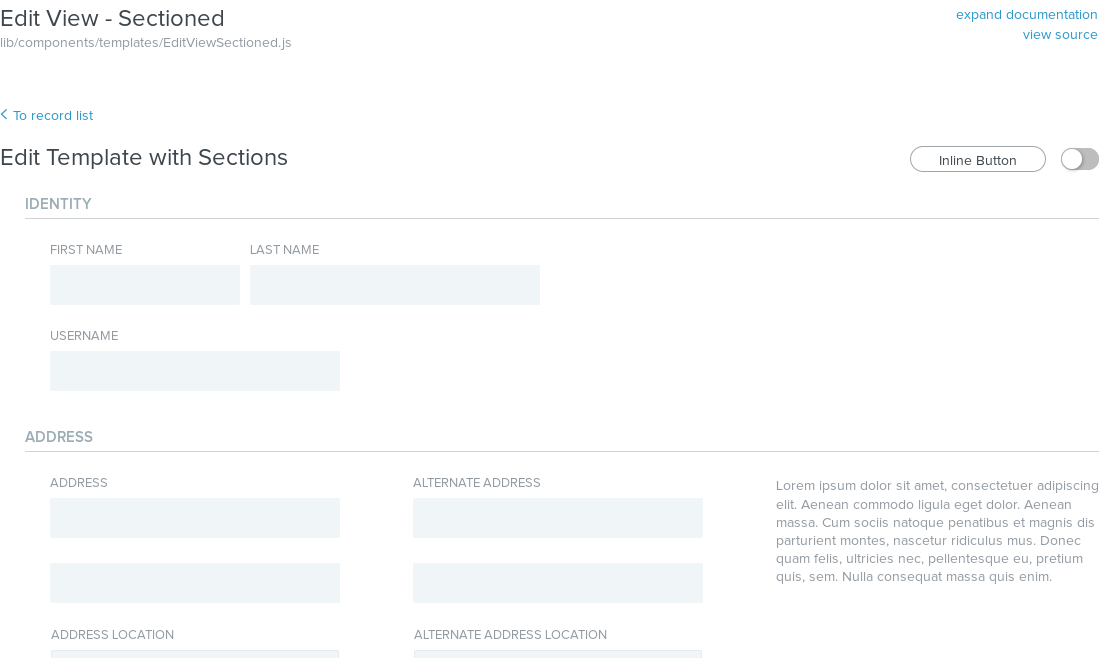 Edit View - Sectioned
expand documentation
lib/components/templates/EditViewSectioned.js
view source
To record list
Edit Template with Sections
Inline Button
IDENTITY
FIRST NAME
LAST NAME
USERNAME
ADDRESS
ADDRESS
ALTERNATE ADDRESS
Lorem ipsum dolor sit amet, consectetuer adipiscing
elit. Aenean commodo ligula eget dolor. Aenean
massa. Cum sociis natoque penatibus et magnis dis
parturient montes, nascetur ridiculus mus. Donec
quam felis, ultricies nec, pellentesque eu, pretium
quis, sem. Nulla consequat massa quis enim.
ADDRESS LOCATION
ALTERNATE ADDRESS LOCATION